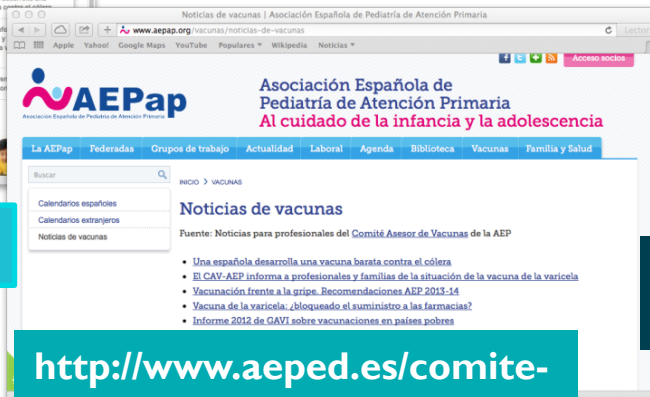 Noticias de vacunas | Asociación Española de Pediatría de Atención Primaria
www.aepap.org/vacunas/noticias-de-vacunas
Lector
Apple Yahoo! Google Maps YouTube Populares Wikipedia Noticias
Acceso socios
AEPap
Asociación Española de Pediatría de Atención Primaria
Asociación Española de
Pediatría de Atención Primaria
Al cuidado de la infancia y la adolescencia
La AEPap Federadas Grupos de trabajo Actualidad Laboral Agenda Biblioteca Vacunas Familia y Salud
Buscar
INICIO > VACUNAS
Calendarios españoles
Calendarios extranjeros
Noticias de vacunas
Noticias de vacunas
Fuente: Noticias para profesionales del Comité Asesor de Vacunas de la AEP
• Una española desarrolla una vacuna barata contra el cólera
• El CAV-AEP informa a profesionales y familias de la situación de la vacuna de la varicela
• Vacunación frente a la gripe. Recomendaciones AEP 2013-14
• Vacuna de la varicela: ¿bloqueado el suministro a las farmacias?
• Informe 2012 de GAVI sobre vacunaciones en países pobres
http://www.aeped.es/comite-